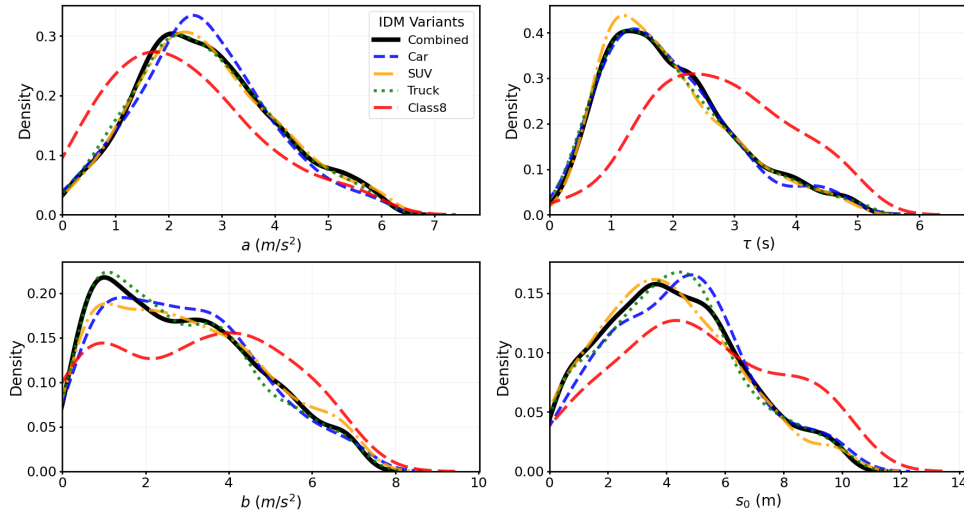 0.3
0.2
0.1
0.0
Density
0 1 2 3 4 5 6 7
a (m/s²)
IDM Variants
Combined
Car
SUV
Truck
Class8
0.4
0.3
0.2
0.1
0.0
Density
0 1 2 3 4 5 6
τ (s)
0.20
0.15
0.10
0.05
0.00
Density
0 2 4 6 8 10
b (m/s²)
0.15
0.10
0.05
0.00
Density
0 2 4 6 8 10 12 14
s₀ (m)